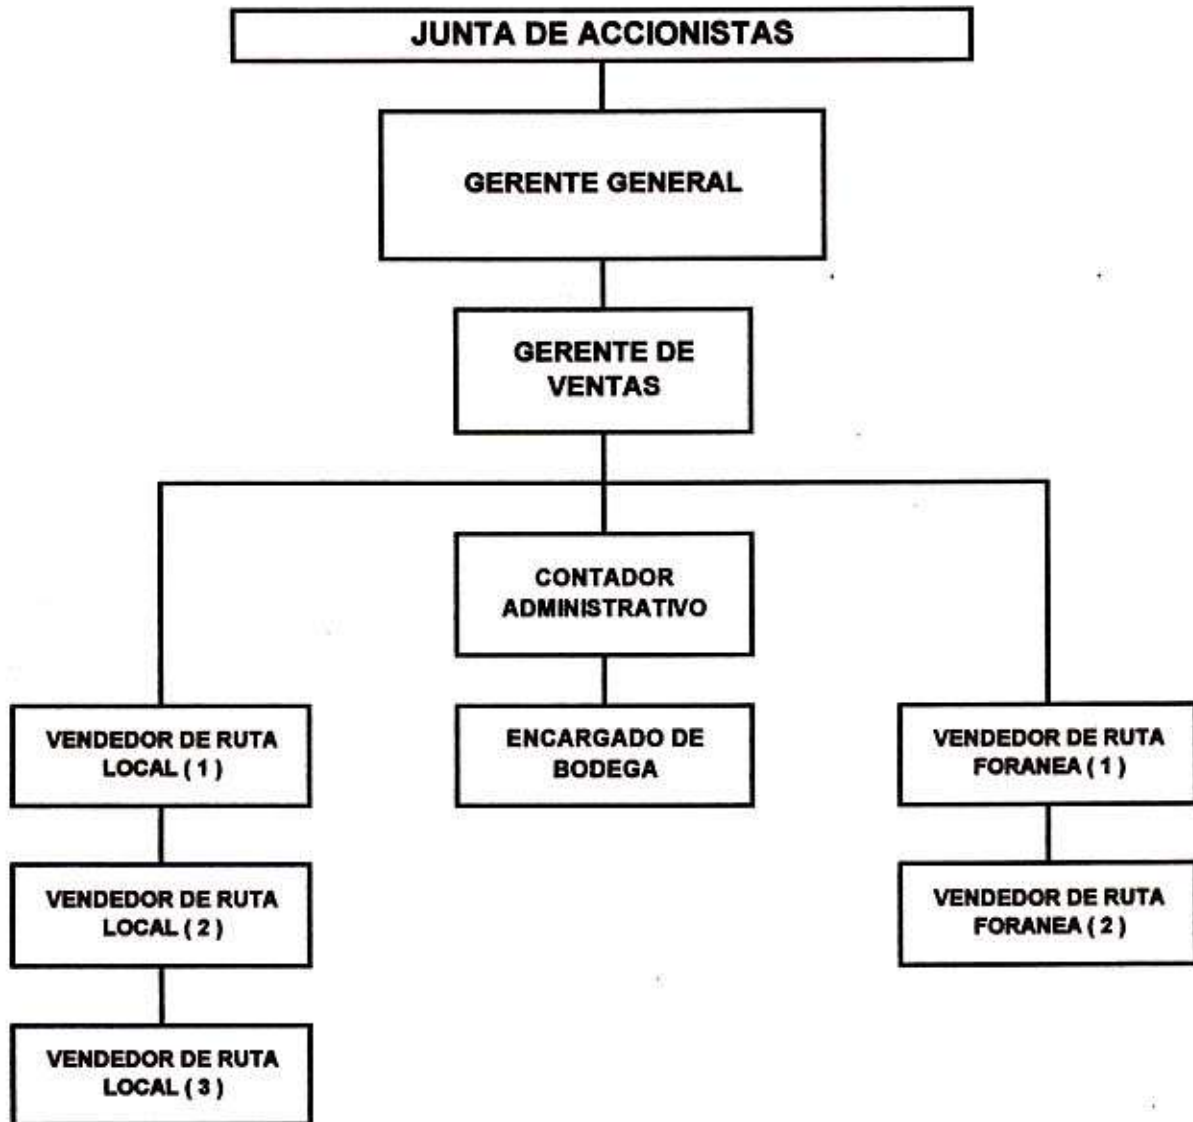 JUNTA DE ACCIONISTAS
GERENTE GENERAL
GERENTE DE
VENTAS
CONTADOR
ADMINISTRATIVO
VENDEDOR DE RUTA
LOCAL ( 1 )
ENCARGADO DE
BODEGA
VENDEDOR DE RUTA
FORANEA ( 1 )
VENDEDOR DE RUTA
LOCAL ( 2 )
VENDEDOR DE RUTA
FORANEA ( 2 )
VENDEDOR DE RUTA
LOCAL ( 3 )